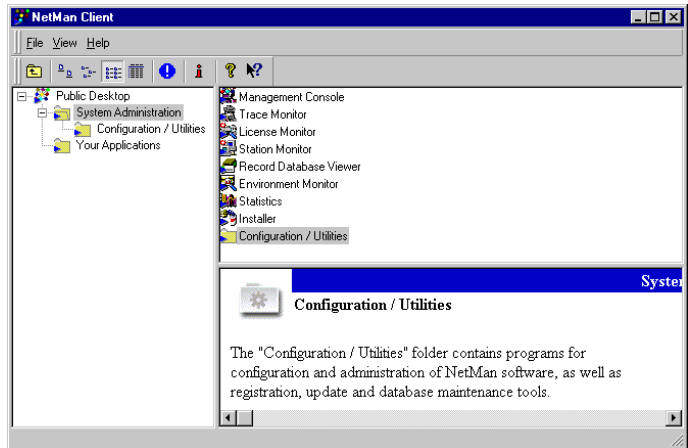 NetMan Client
File View Help
Public Desktop
System Administration
Configuration / Utilities
Your Applications
Management Console
Trace Monitor
License Monitor
Station Monitor
Record Database Viewer
Environment Monitor
Statistics
Installer
Configuration / Utilities
System
Configuration / Utilities
The "Configuration / Utilities" folder contains programs for
configuration and administration of NetMan software, as well as
registration, update and database maintenance tools.